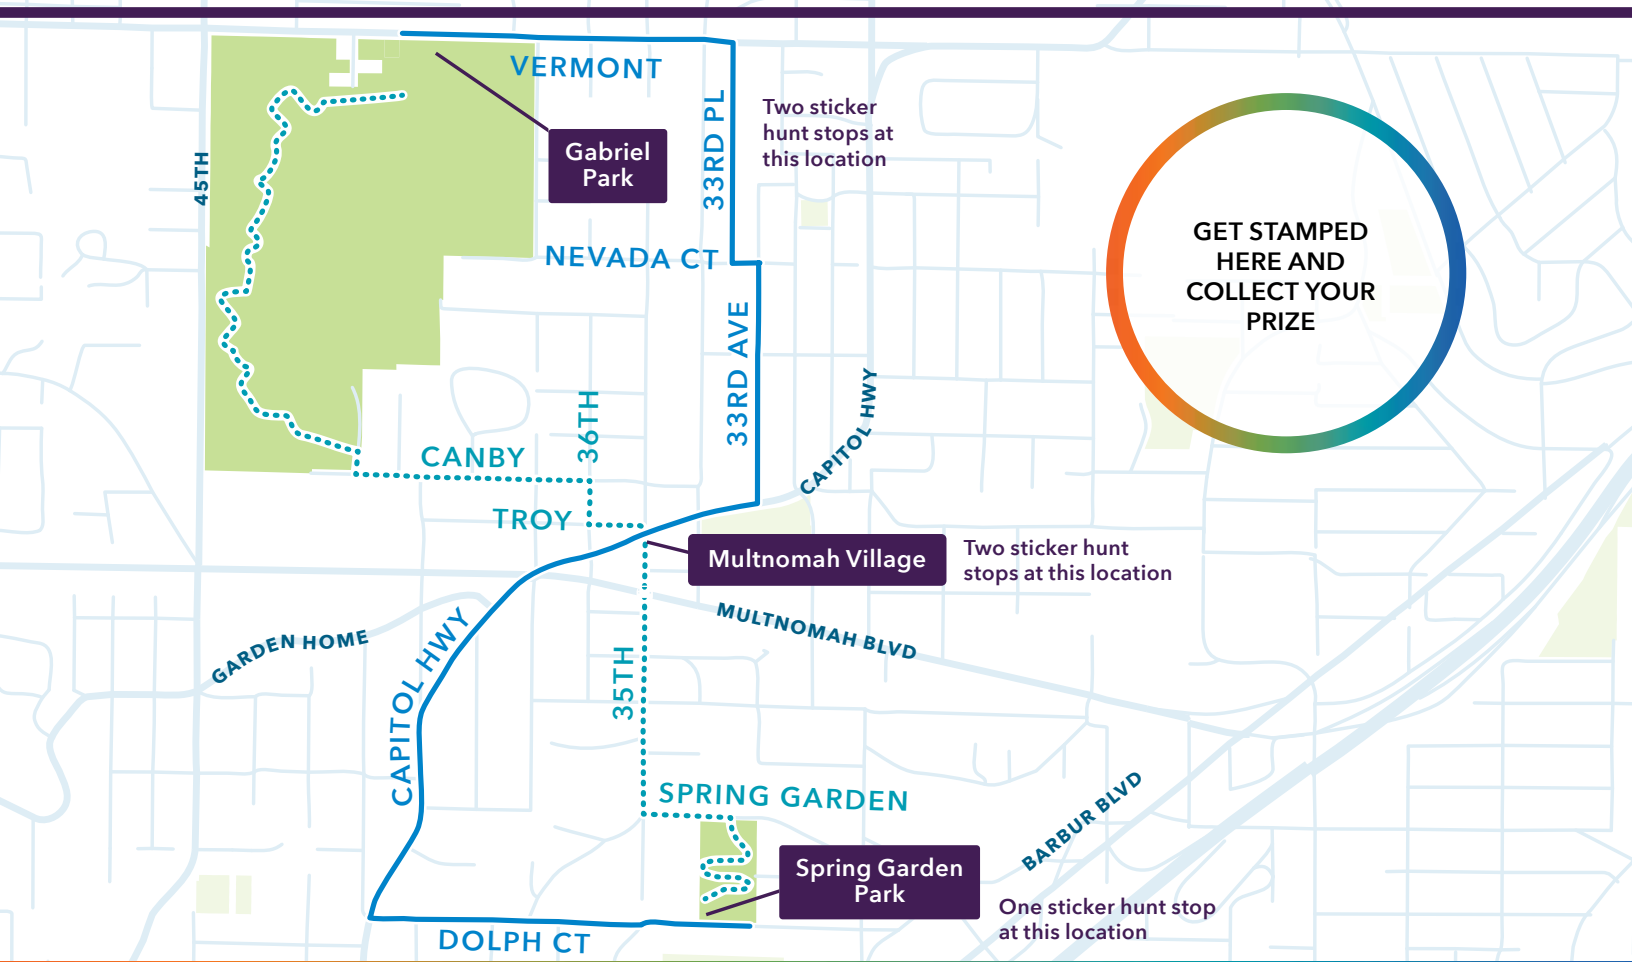 VERMONT
33RD PL
Two sticker
hunt stops at
this location
Gabriel
Park
45TH
NEVADA CT
GET STAMPED
HERE AND
COLLECT YOUR
PRIZE
33RD AVE
CAPITOL HWY
36TH
CANBY
TROY
Multnomah Village
Two sticker hunt
stops at this location
MULTNOMAH BLVD
GARDEN HOME
CAPITOL HWY
35TH
SPRING GARDEN
BARBUR BLVD
Spring Garden
Park
One sticker hunt stop
at this location
DOLPH CT